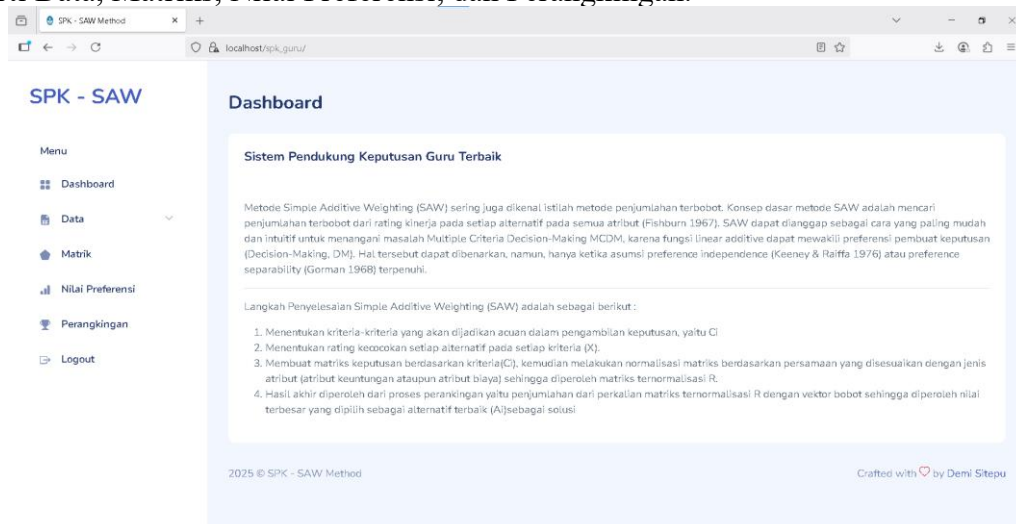 Data, Matriks, Nilai Preferensi, dan Perangkingan.
SPK - SAW Method
localhost/spk_guru/
SPK - SAW
Menu
Dashboard
Data
Matrik
Nilai Preferensi
Perangkingan
Logout
Dashboard
Sistem Pendukung Keputusan Guru Terbaik
Metode Simple Additive Weighting (SAW) sering juga dikenal istilah metode penjumlahan terbobot. Konsep dasar metode SAW adalah mencari
penjumlahan terbobot dari rating kinerja pada setiap alternatif pada semua atribut (Fishburn 1967). SAW dapat dianggap sebagai cara yang paling mudah
dan intuitif untuk menangani masalah Multiple Criteria Decision-Making MCDM, karena fungsi linear additive dapat mewakili preferensi pembuat keputusan
(Decision-Making, DM). Hal tersebut dapat dibenarkan, namun, hanya ketika asumsi preference independence (Keeney & Raiffa 1976) atau preference
separability (Gorman 1968) terpenuhi.
Langkah Penyelesaian Simple Additive Weighting (SAW) adalah sebagai berikut :
1. Menentukan kriteria-kriteria yang akan dijadikan acuan dalam pengambilan keputusan, yaitu Ci
2. Menentukan rating kecocokan setiap alternatif pada setiap kriteria (X).
3. Membuat matriks keputusan berdasarkan kriteria(Ci), kemudian melakukan normalisasi matriks berdasarkan persamaan yang disesuaikan dengan jenis
atribut (atribut keuntungan ataupun atribut biaya) sehingga diperoleh matriks ternormalisasi R.
4. Hasil akhir diperoleh dari proses perankingan yaitu penjumlahan dari perkalian matriks ternormalisasi R dengan vektor bobot sehingga diperoleh nilai
terbesar yang dipilih sebagai alternatif terbaik (Ai)sebagai solusi
2025 © SPK - SAW Method
Crafted with ♡ by Demi Sitepu